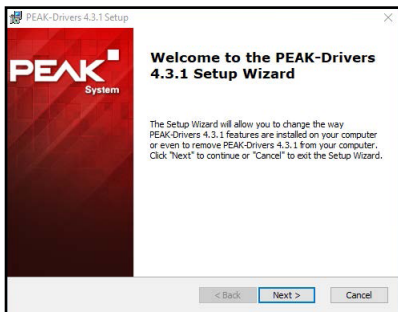 PEAK-Drivers 4.3.1 Setup
PEAK
System
Welcome to the PEAK-Drivers
4.3.1 Setup Wizard
The Setup Wizard will allow you to change the way
PEAK-Drivers 4.3.1 features are installed on your computer
or even to remove PEAK-Drivers 4.3.1 from your computer.
Click "Next" to continue or "Cancel" to exit the Setup Wizard.
< Back Next > Cancel